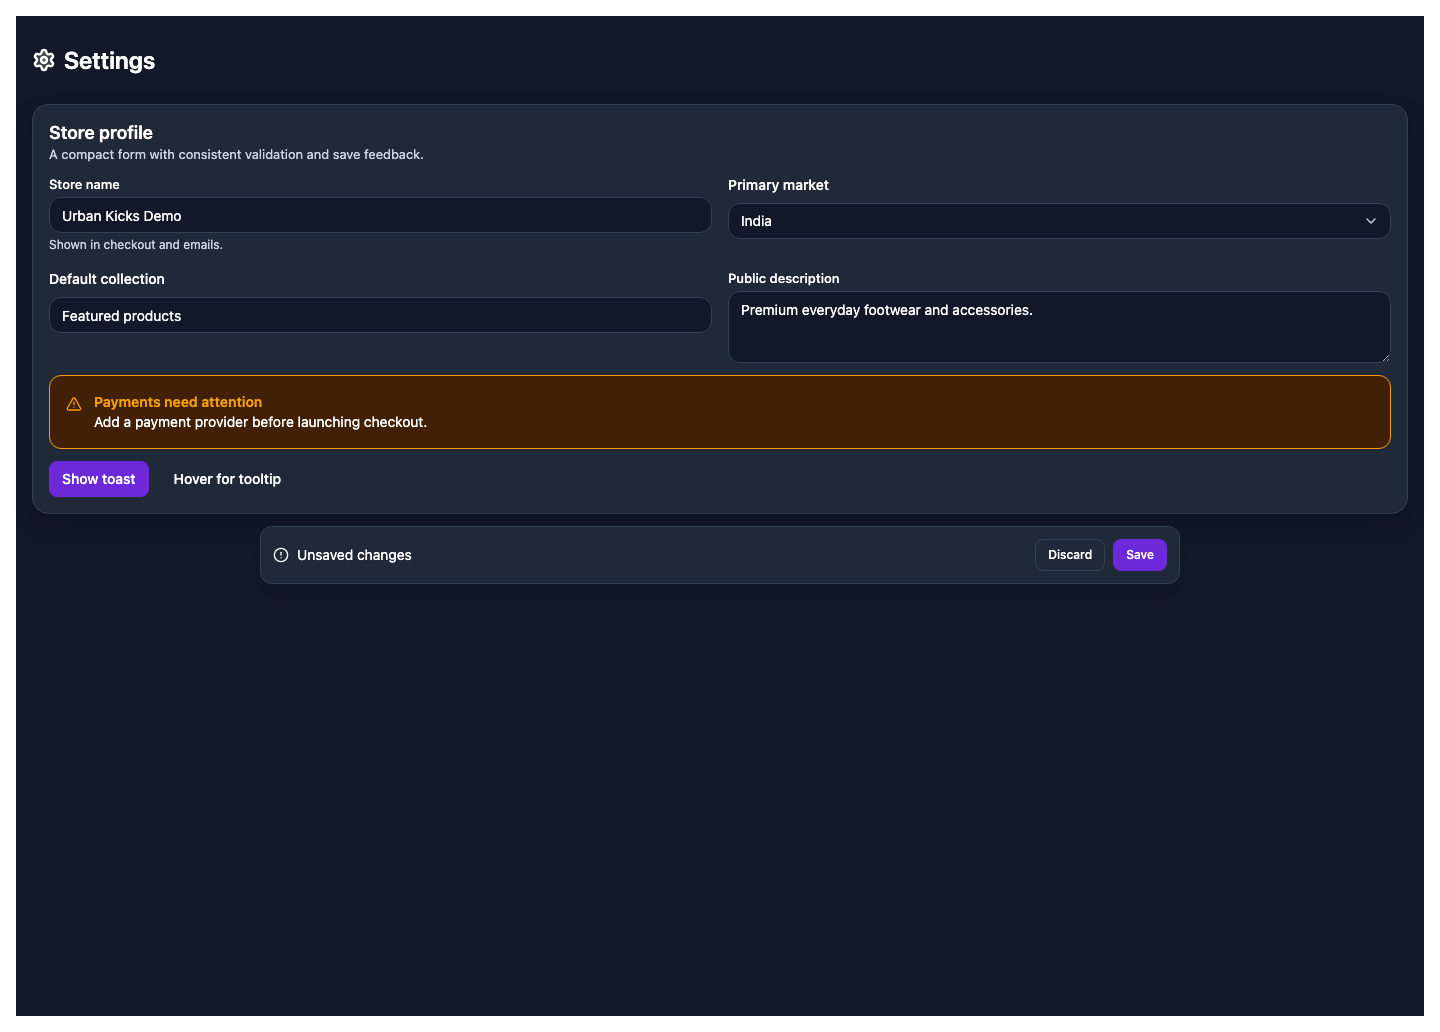 Settings
Store profile
A compact form with consistent validation and save feedback.
Store name
Urban Kicks Demo
Shown in checkout and emails.
Primary market
India
Default collection
Featured products
Public description
Premium everyday footwear and accessories.
Payments need attention
Add a payment provider before launching checkout.
Show toast
Hover for tooltip
Unsaved changes
Discard
Save